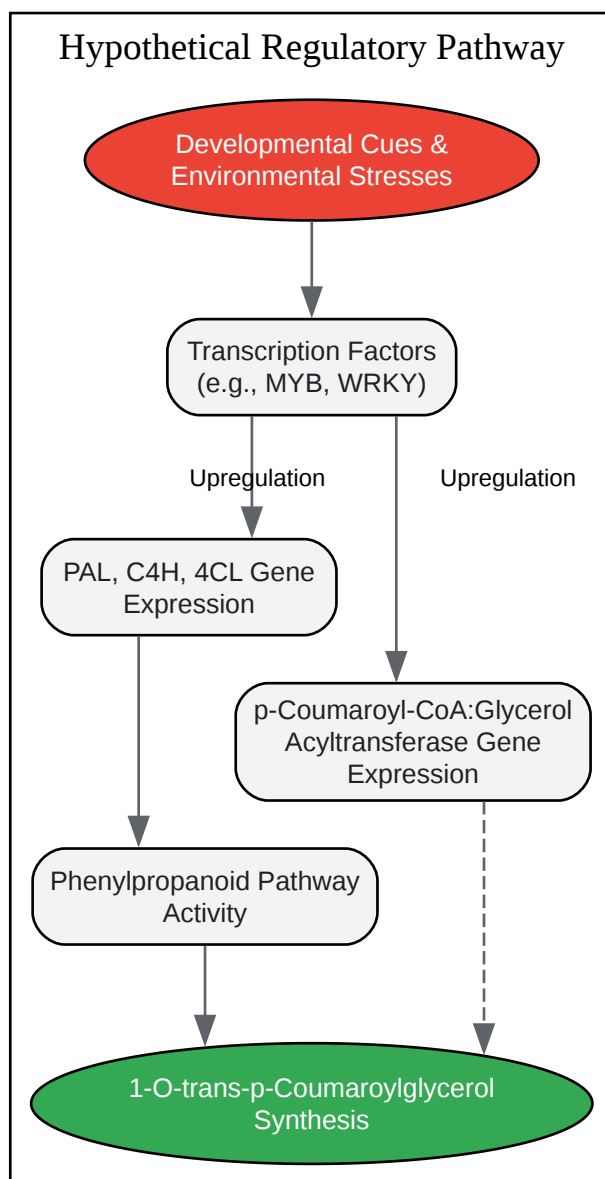 Hypothetical Regulatory Pathway
Developmental Cues &
Environmental Stresses
Transcription Factors
(e.g., MYB, WRKY)
Upregulation
Upregulation
PAL, C4H, 4CL Gene
Expression
p-Coumaroyl-CoA:Glycerol
Acyltransferase Gene
Expression
Phenylpropanoid Pathway
Activity
1-O-trans-p-Coumaroylglycerol
Synthesis